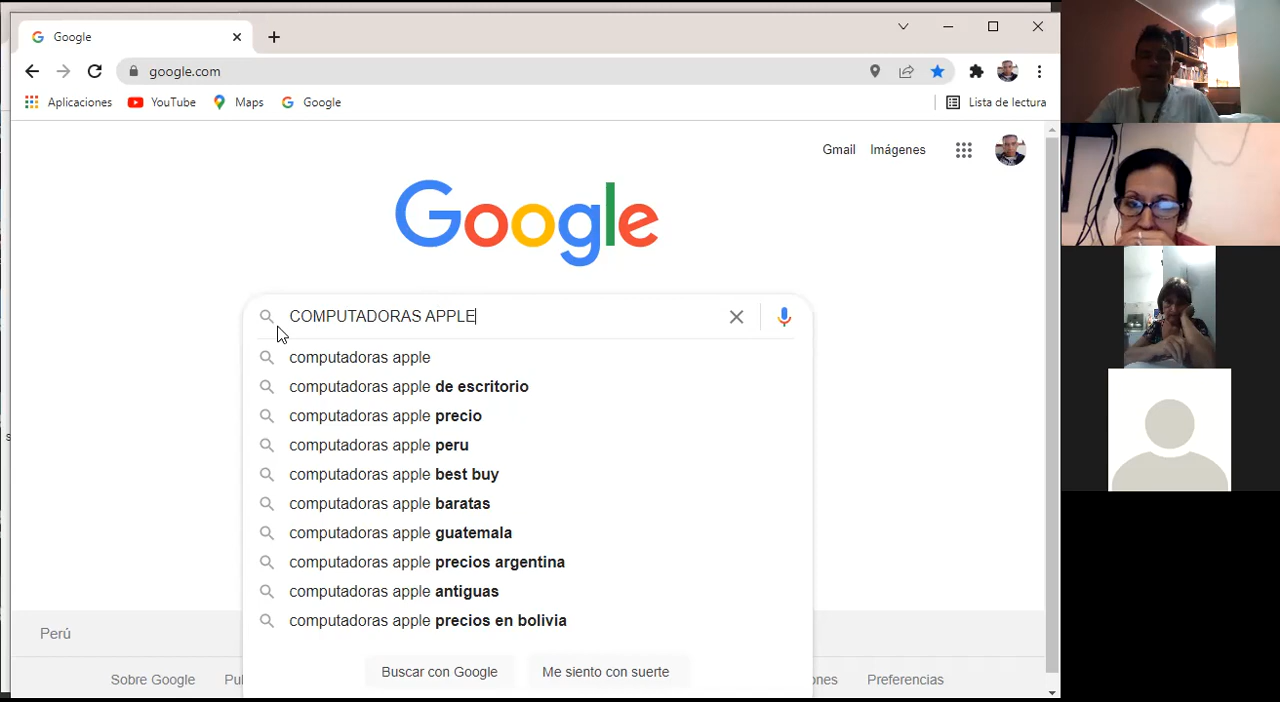 Google
google.com
Aplicaciones YouTube Maps Google Lista de lectura
Gmail Imágenes
Google
COMPUTADORAS APPLE
computadoras apple
computadoras apple de escritorio
computadoras apple precio
computadoras apple peru
computadoras apple best buy
computadoras apple baratas
computadoras apple guatemala
computadoras apple precios argentina
computadoras apple antiguas
computadoras apple precios en bolivia
Buscar con Google Me siento con suerte
Perú
Sobre Google Preferencias